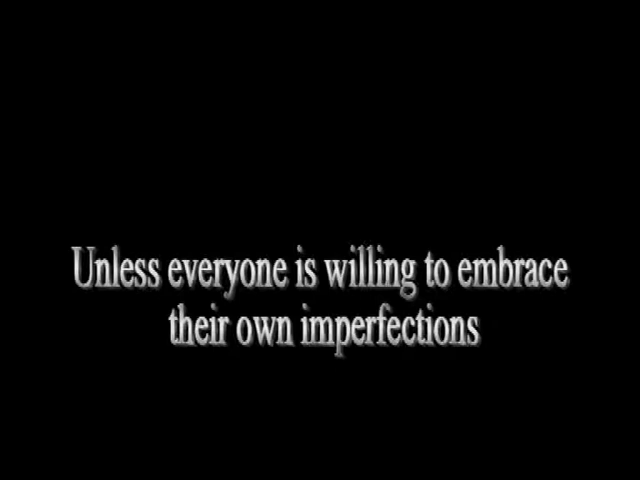 Unless everyone is willing to embrace
their own imperfections